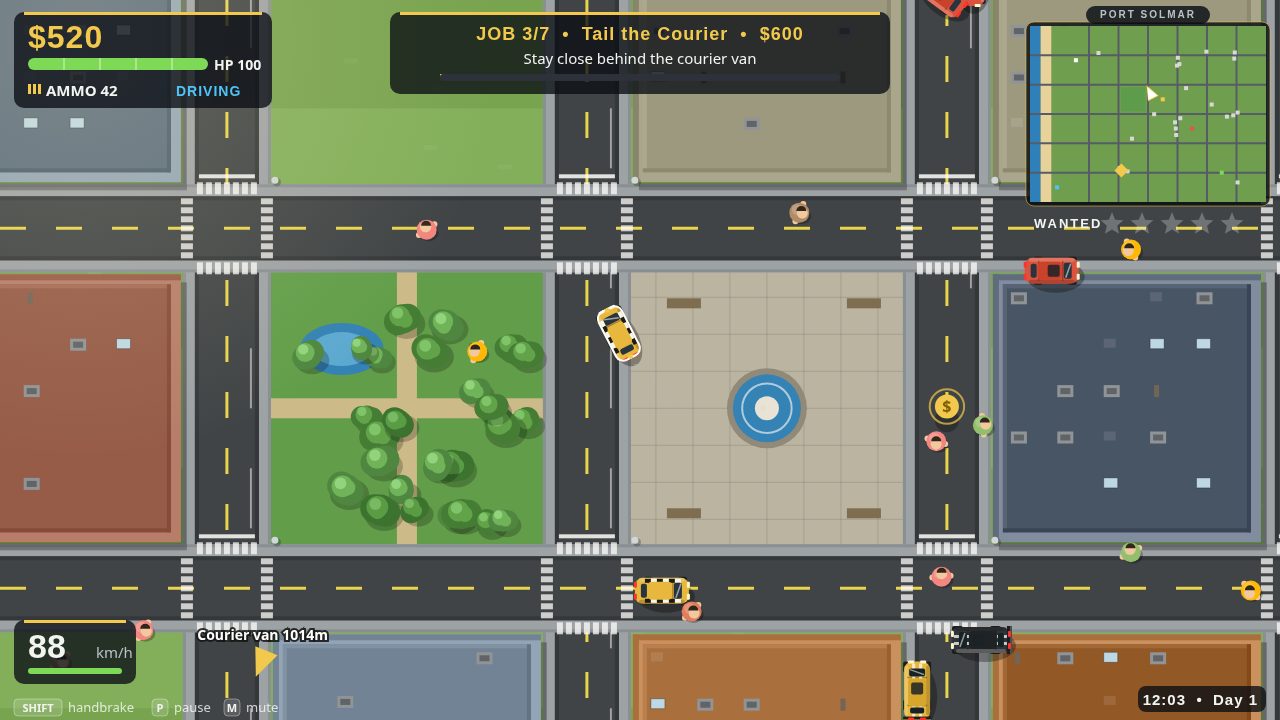 $520
HP 100
AMMO 42
DRIVING
JOB 3/7 • Tail the Courier • $600
Stay close behind the courier van
PORT SOLMAR
WANTED
$
Courier van 1014m
88 km/h
SHIFT handbrake P pause M mute
12:03 • Day 1